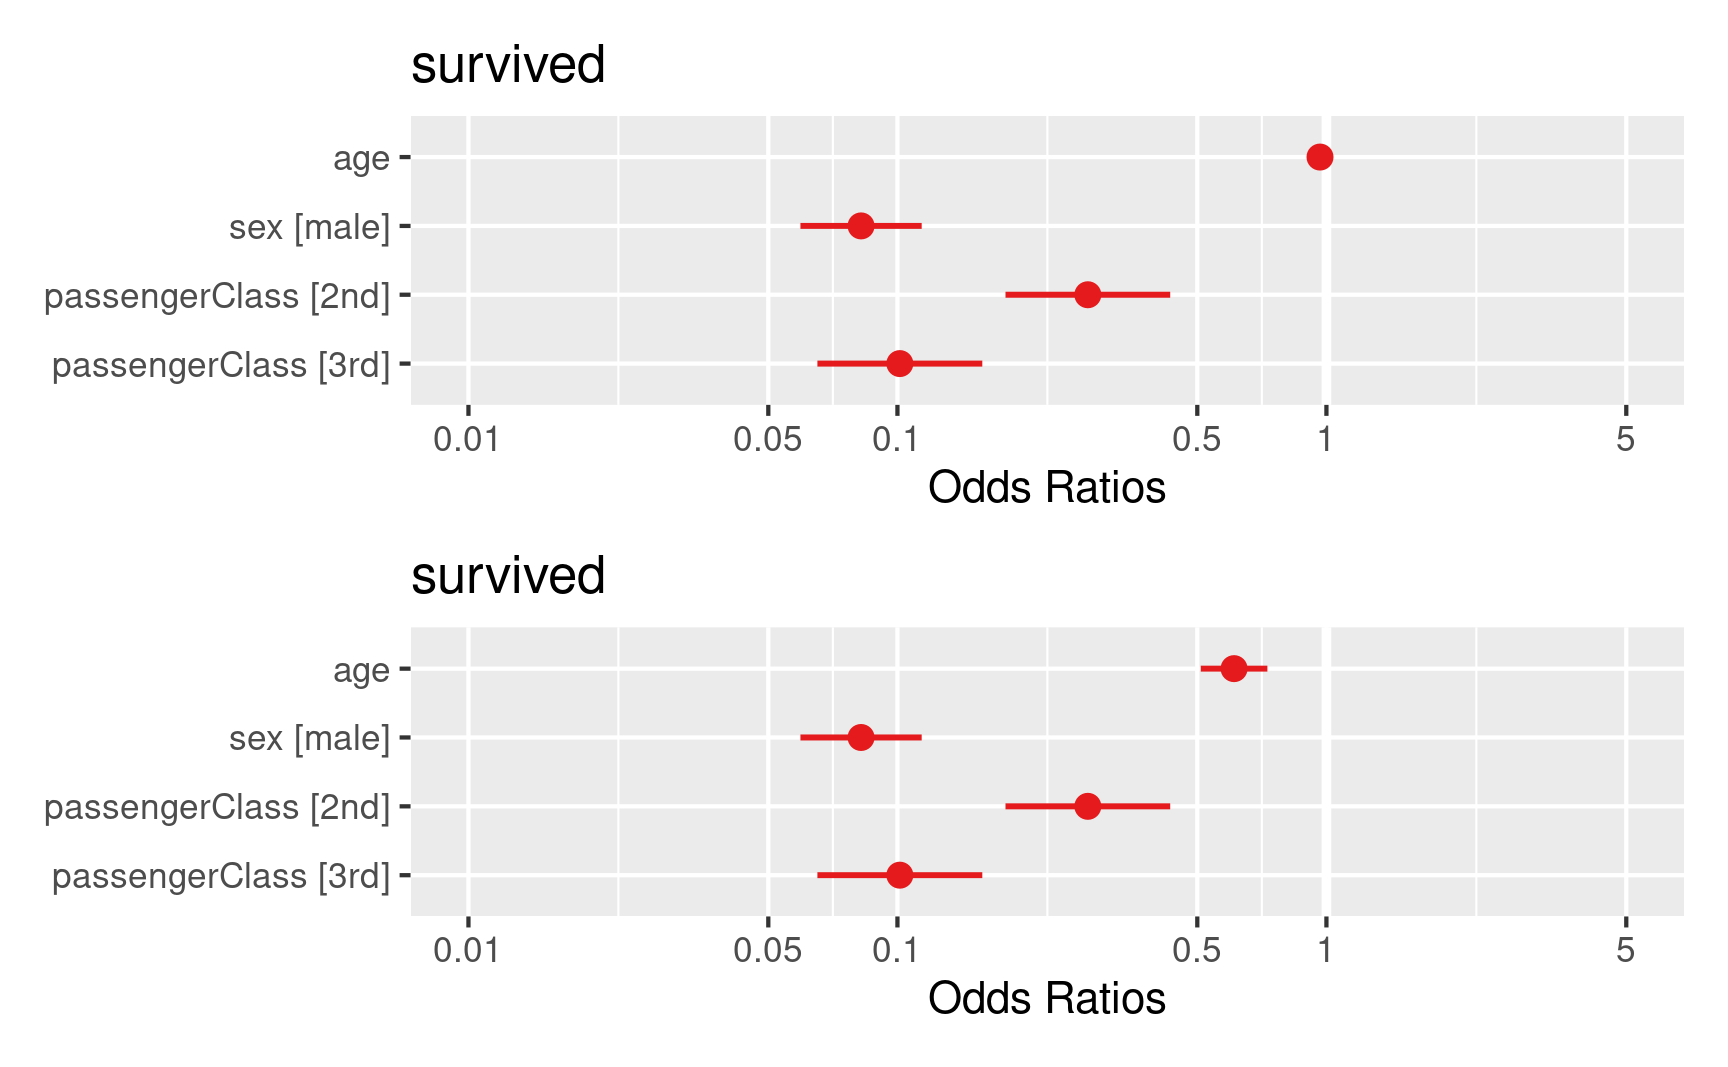 survived
age
sex [male]
passengerClass [2nd]
passengerClass [3rd]
0.01 0.05 0.1 0.5 1 5
Odds Ratios
survived
age
sex [male]
passengerClass [2nd]
passengerClass [3rd]
0.01 0.05 0.1 0.5 1 5
Odds Ratios